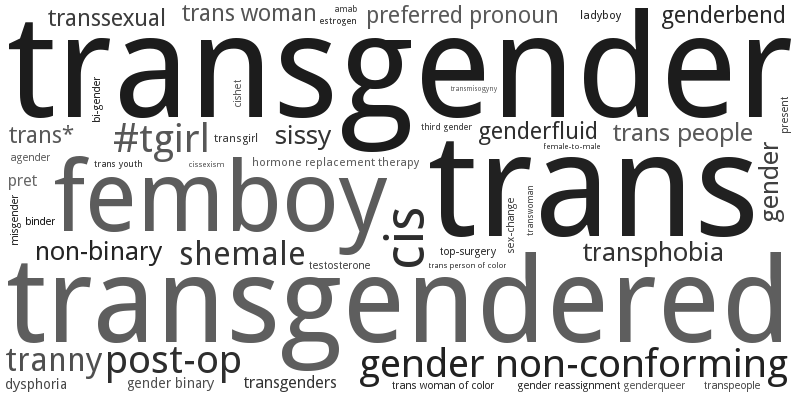 transsexual
trans woman
amab
estrogen
preferred pronoun
ladyboy
genderbend
transgender
bi-gender
cishet
transmisogyny
present
trans*
#tgirl
transgirl
sissy
third gender
genderfluid
trans people
agender
trans youth
cissexism
hormone replacement therapy
female-to-male
trans
gender
pret
femboy
misgender
binder
cis
sex-change
transwoman
non-binary
shemale
testosterone
top-surgery
trans person of color
transphobia
transgendered
tranny
post-op
gender non-conforming
dysphoria
gender binary
transgenders
trans woman of color
gender reassignment
genderqueer
transpeople